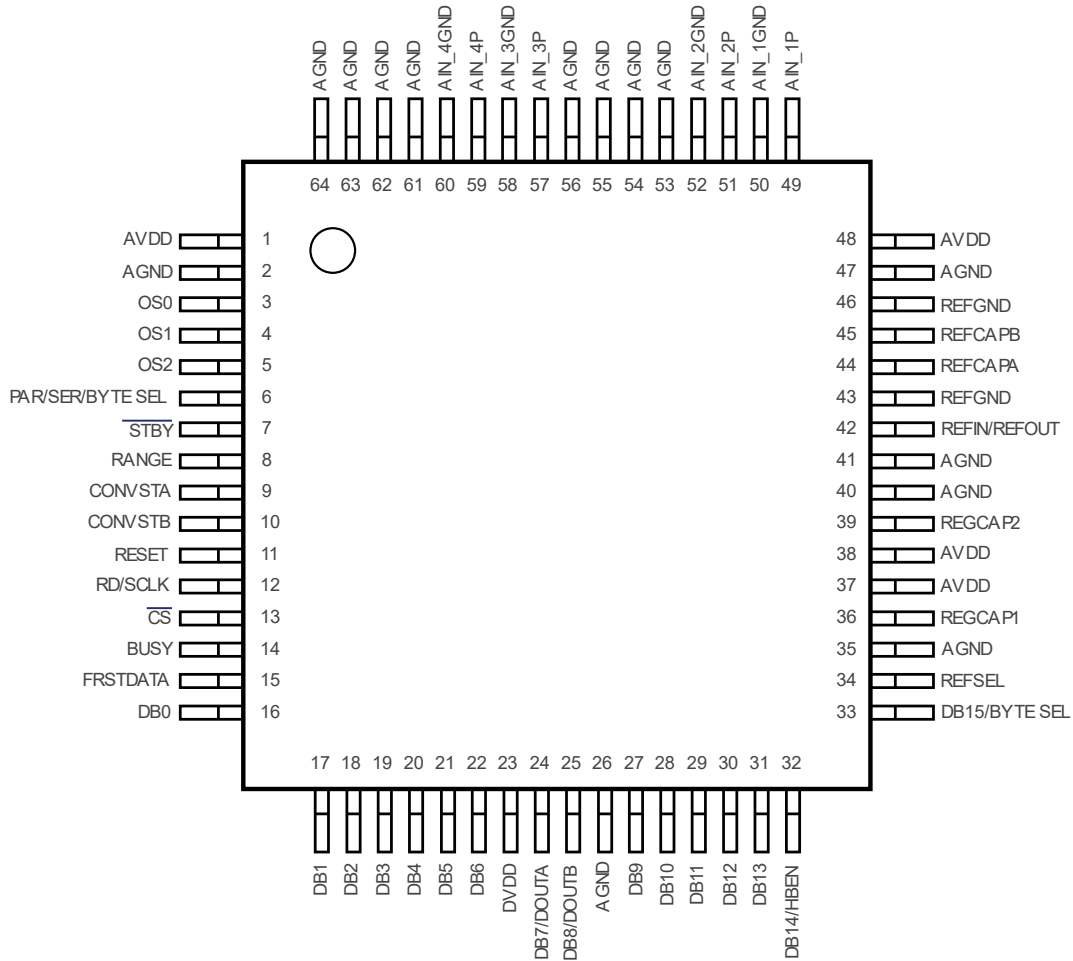 AGND AGND AGND AGND AIN_4GND AIN_4P AIN_3GND AIN_3P AGND AGND AGND AGND AIN_2GND AIN_2P AIN_1GND AIN_1P
64 63 62 61 60 59 58 57 56 55 54 53 52 51 50 49
AVDD 1 48 AVDD
AGND 2 47 AGND
OS0 3 46 REFGND
OS1 4 45 REFCAPB
OS2 5 44 REFCAPA
PAR/SER/BYTE SEL 6 43 REFGND
STBY 7 42 REFIN/REFOUT
RANGE 8 41 AGND
CONVSTA 9 40 AGND
CONVSTB 10 39 REGCAP2
RESET 11 38 AVDD
RD/SCLK 12 37 AVDD
CS 13 36 REGCAP1
BUSY 14 35 AGND
FRSTDATA 15 34 REFSEL
DB0 16 33 DB15/BYTE SEL
17 18 19 20 21 22 23 24 25 26 27 28 29 30 31 32
DB1 DB2 DB3 DB4 DB5 DB6 DVDD DB7/DOUTA DB8/DOUTB AGND DB9 DB10 DB11 DB12 DB13 DB14/HBEN